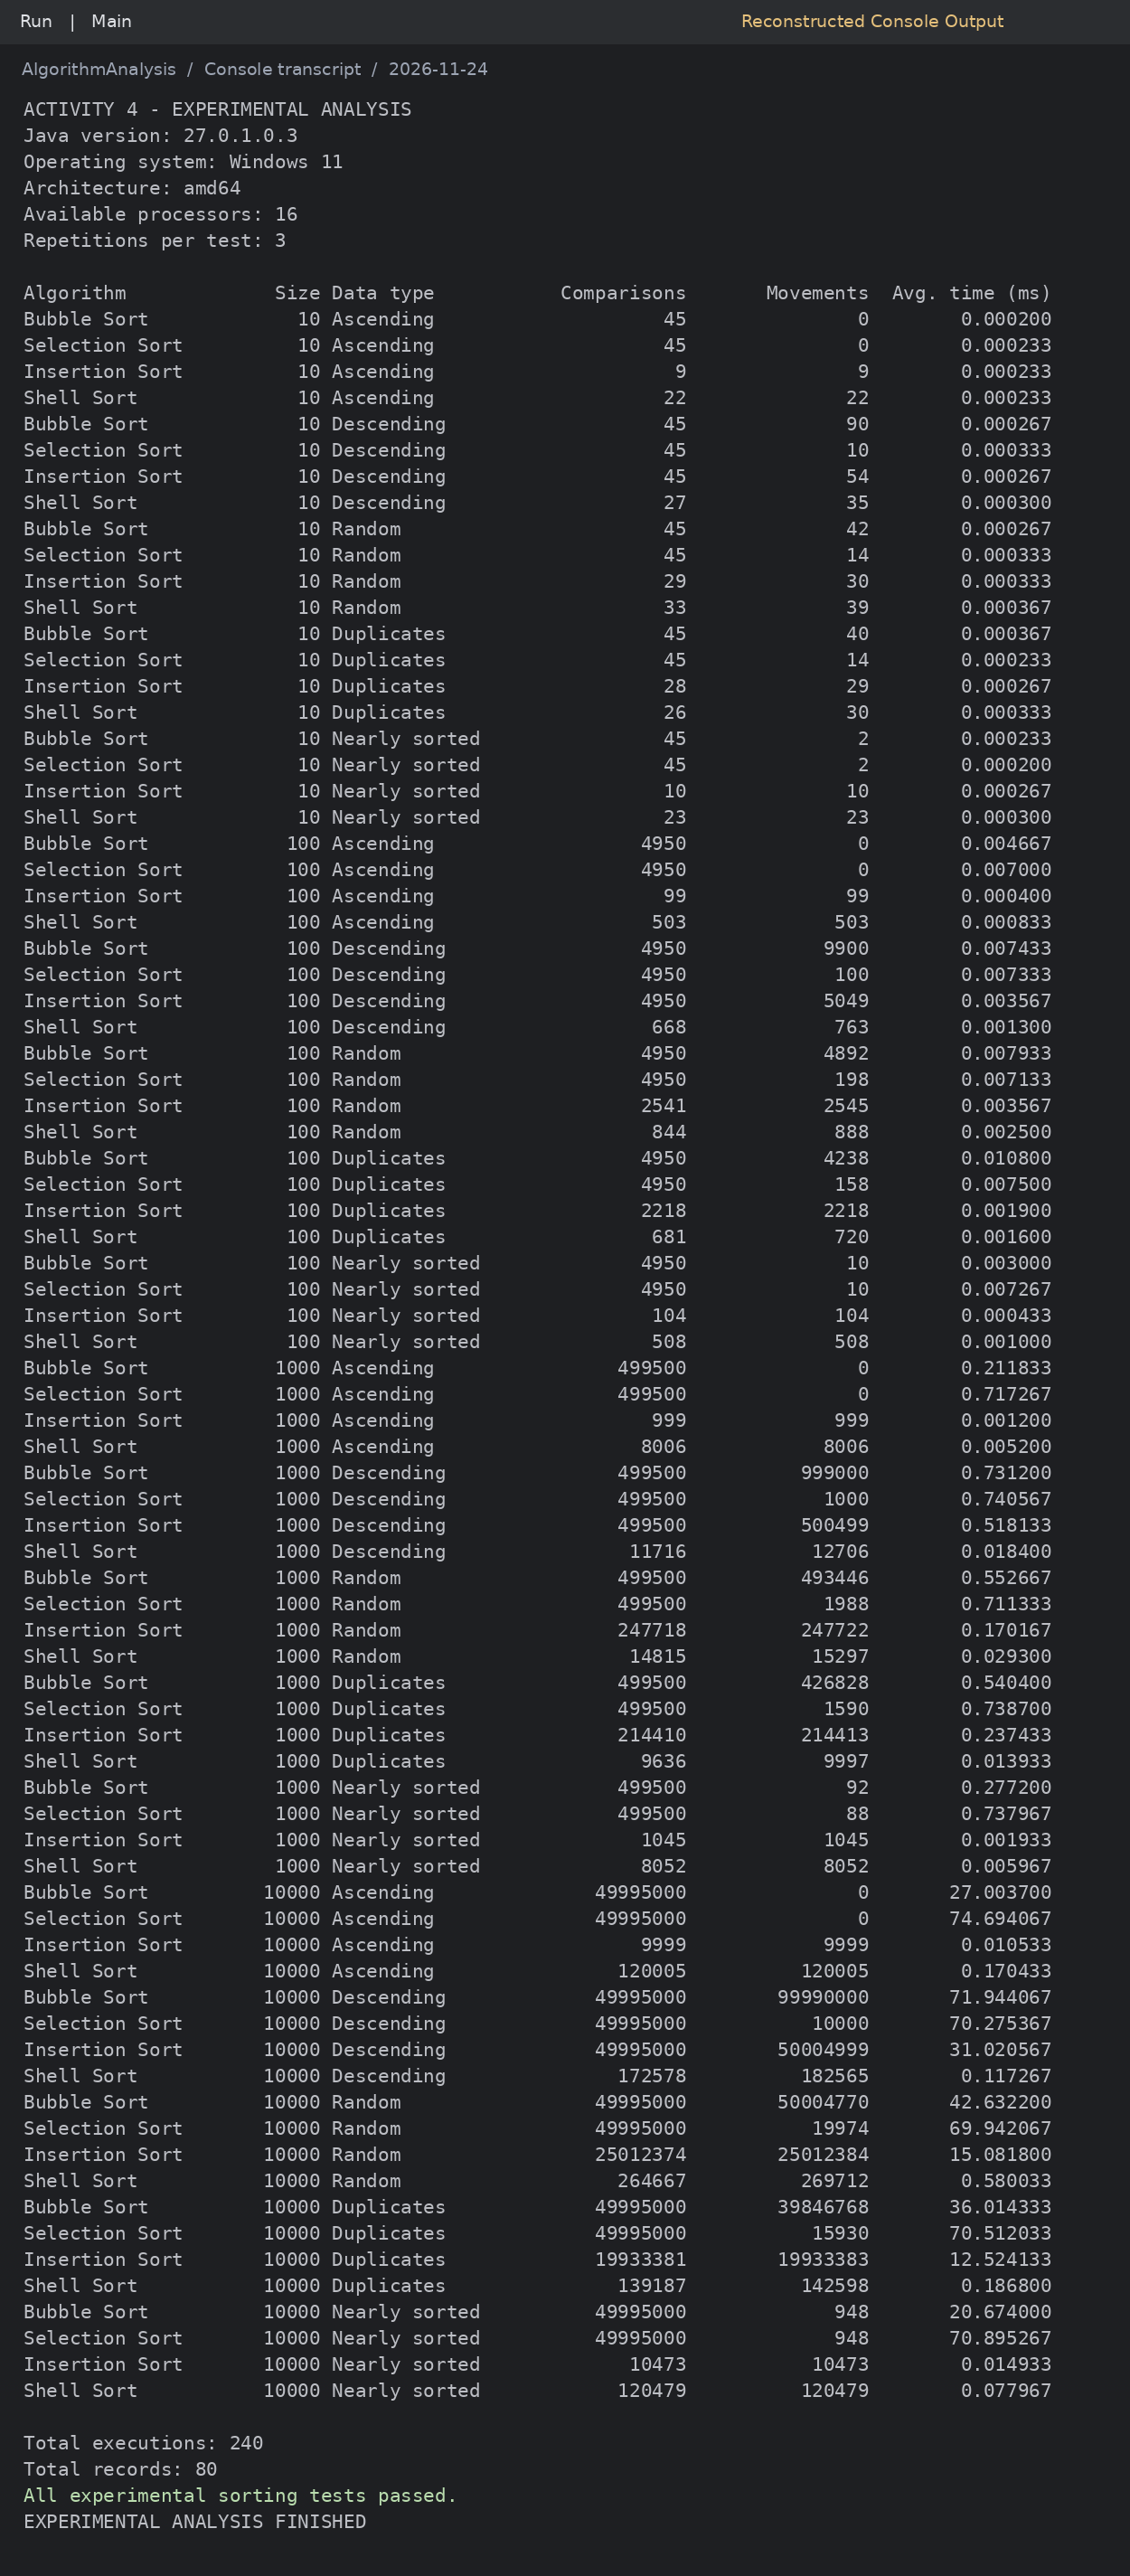 Run | Main Reconstructed Console Output
AlgorithmAnalysis / Console transcript / 2026-11-24
ACTIVITY 4 - EXPERIMENTAL ANALYSIS
Java version: 27.0.1.0.3
Operating system: Windows 11
Architecture: amd64
Available processors: 16
Repetitions per test: 3
Algorithm Size Data type Comparisons Movements Avg. time (ms)
Bubble Sort 10 Ascending 45 0 0.000200
Selection Sort 10 Ascending 45 0 0.000233
Insertion Sort 10 Ascending 9 9 0.000233
Shell Sort 10 Ascending 22 22 0.000233
Bubble Sort 10 Descending 45 90 0.000267
Selection Sort 10 Descending 45 10 0.000333
Insertion Sort 10 Descending 45 54 0.000267
Shell Sort 10 Descending 27 35 0.000300
Bubble Sort 10 Random 45 42 0.000267
Selection Sort 10 Random 45 14 0.000333
Insertion Sort 10 Random 29 30 0.000333
Shell Sort 10 Random 33 39 0.000367
Bubble Sort 10 Duplicates 45 40 0.000367
Selection Sort 10 Duplicates 45 14 0.000233
Insertion Sort 10 Duplicates 28 29 0.000267
Shell Sort 10 Duplicates 26 30 0.000333
Bubble Sort 10 Nearly sorted 45 2 0.000233
Selection Sort 10 Nearly sorted 45 2 0.000200
Insertion Sort 10 Nearly sorted 10 10 0.000267
Shell Sort 10 Nearly sorted 23 23 0.000300
Bubble Sort 100 Ascending 4950 0 0.004667
Selection Sort 100 Ascending 4950 0 0.007000
Insertion Sort 100 Ascending 99 99 0.000400
Shell Sort 100 Ascending 503 503 0.000833
Bubble Sort 100 Descending 4950 9900 0.007433
Selection Sort 100 Descending 4950 100 0.007333
Insertion Sort 100 Descending 4950 5049 0.003567
Shell Sort 100 Descending 668 763 0.001300
Bubble Sort 100 Random 4950 4892 0.007933
Selection Sort 100 Random 4950 198 0.007133
Insertion Sort 100 Random 2541 2545 0.003567
Shell Sort 100 Random 844 888 0.002500
Bubble Sort 100 Duplicates 4950 4238 0.010800
Selection Sort 100 Duplicates 4950 158 0.007500
Insertion Sort 100 Duplicates 2218 2218 0.001900
Shell Sort 100 Duplicates 681 720 0.001600
Bubble Sort 100 Nearly sorted 4950 10 0.003000
Selection Sort 100 Nearly sorted 4950 10 0.007267
Insertion Sort 100 Nearly sorted 104 104 0.000433
Shell Sort 100 Nearly sorted 508 508 0.001000
Bubble Sort 1000 Ascending 499500 0 0.211833
Selection Sort 1000 Ascending 499500 0 0.717267
Insertion Sort 1000 Ascending 999 999 0.001200
Shell Sort 1000 Ascending 8006 8006 0.005200
Bubble Sort 1000 Descending 499500 999000 0.731200
Selection Sort 1000 Descending 499500 1000 0.740567
Insertion Sort 1000 Descending 499500 500499 0.518133
Shell Sort 1000 Descending 11716 12706 0.018400
Bubble Sort 1000 Random 499500 493446 0.552667
Selection Sort 1000 Random 499500 1988 0.711333
Insertion Sort 1000 Random 247718 247722 0.170167
Shell Sort 1000 Random 14815 15297 0.029300
Bubble Sort 1000 Duplicates 499500 426828 0.540400
Selection Sort 1000 Duplicates 499500 1590 0.738700
Insertion Sort 1000 Duplicates 214410 214413 0.237433
Shell Sort 1000 Duplicates 9636 9997 0.013933
Bubble Sort 1000 Nearly sorted 499500 92 0.277200
Selection Sort 1000 Nearly sorted 499500 88 0.737967
Insertion Sort 1000 Nearly sorted 1045 1045 0.001933
Shell Sort 1000 Nearly sorted 8052 8052 0.005967
Bubble Sort 10000 Ascending 49995000 0 27.003700
Selection Sort 10000 Ascending 49995000 0 74.694067
Insertion Sort 10000 Ascending 9999 9999 0.010533
Shell Sort 10000 Ascending 120005 120005 0.170433
Bubble Sort 10000 Descending 49995000 99990000 71.944067
Selection Sort 10000 Descending 49995000 10000 70.275367
Insertion Sort 10000 Descending 49995000 50004999 31.020567
Shell Sort 10000 Descending 172578 182565 0.117267
Bubble Sort 10000 Random 49995000 50004770 42.632200
Selection Sort 10000 Random 49995000 19974 69.942067
Insertion Sort 10000 Random 25012374 25012384 15.081800
Shell Sort 10000 Random 264667 269712 0.580033
Bubble Sort 10000 Duplicates 49995000 39846768 36.014333
Selection Sort 10000 Duplicates 49995000 15930 70.512033
Insertion Sort 10000 Duplicates 19933381 19933383 12.524133
Shell Sort 10000 Duplicates 139187 142598 0.186800
Bubble Sort 10000 Nearly sorted 49995000 948 20.674000
Selection Sort 10000 Nearly sorted 49995000 948 70.895267
Insertion Sort 10000 Nearly sorted 10473 10473 0.014933
Shell Sort 10000 Nearly sorted 120479 120479 0.077967
Total executions: 240
Total records: 80
All experimental sorting tests passed.
EXPERIMENTAL ANALYSIS FINISHED